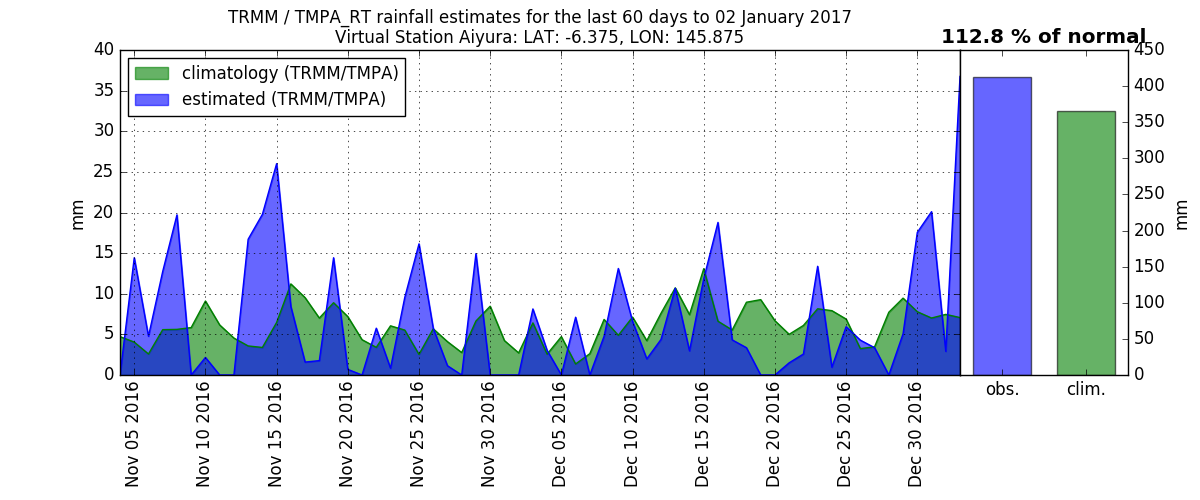 TRMM / TMPA_RT rainfall estimates for the last 60 days to 02 January 2017
Virtual Station Aiyura: LAT: -6.375, LON: 145.875
112.8 % of normal
climatology (TRMM/TMPA)
estimated (TRMM/TMPA)
40
35
30
25
20
15
10
5
0
mm
Nov 05 2016
Nov 10 2016
Nov 15 2016
Nov 20 2016
Nov 25 2016
Nov 30 2016
Dec 05 2016
Dec 10 2016
Dec 15 2016
Dec 20 2016
Dec 25 2016
Dec 30 2016
obs.
clim.
450
400
350
300
250
200
150
100
50
0
mm